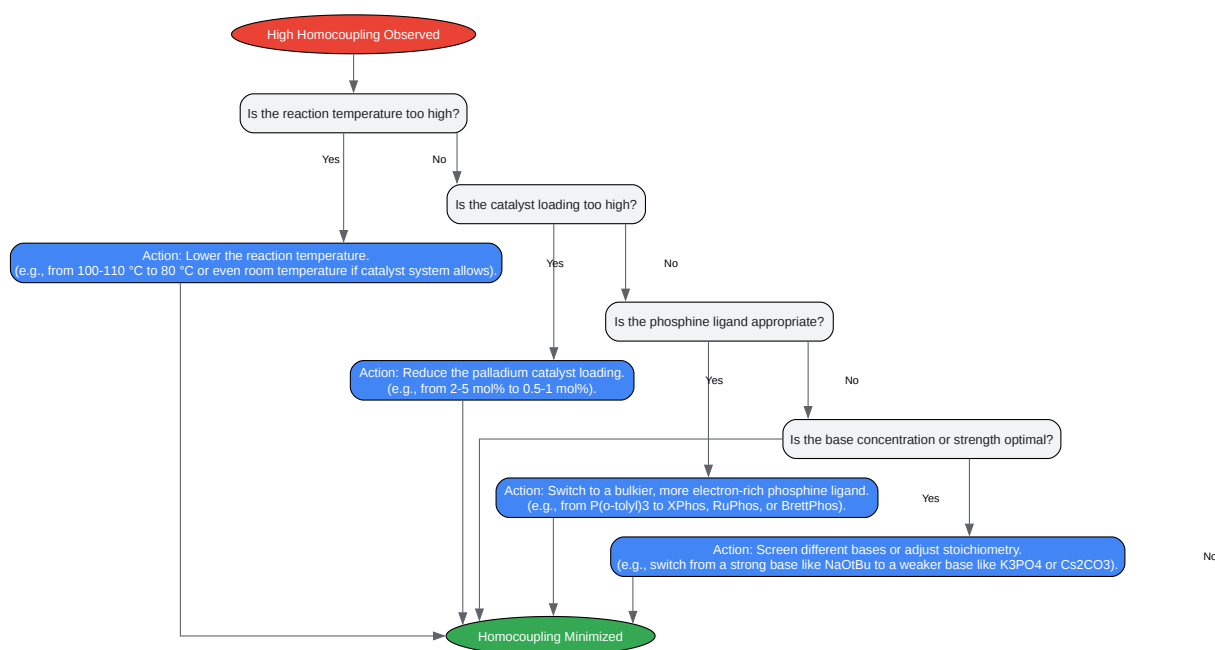 High Homocoupling Observed
Is the reaction temperature too high?
Yes
No
Is the catalyst loading too high?
Action: Lower the reaction temperature.
(e.g., from 100-110 °C to 80 °C or even room temperature if catalyst system allows).
Yes
No
Is the phosphine ligand appropriate?
Action: Reduce the palladium catalyst loading.
(e.g., from 2-5 mol% to 0.5-1 mol%).
Yes
No
Is the base concentration or strength optimal?
Action: Switch to a bulkier, more electron-rich phosphine ligand.
(e.g., from P(o-tolyl)3 to XPhos, RuPhos, or BrettPhos).
Yes
Action: Screen different bases or adjust stoichiometry.
(e.g., switch from a strong base like NaOtBu to a weaker base like K3PO4 or Cs2CO3).
No
Homocoupling Minimized